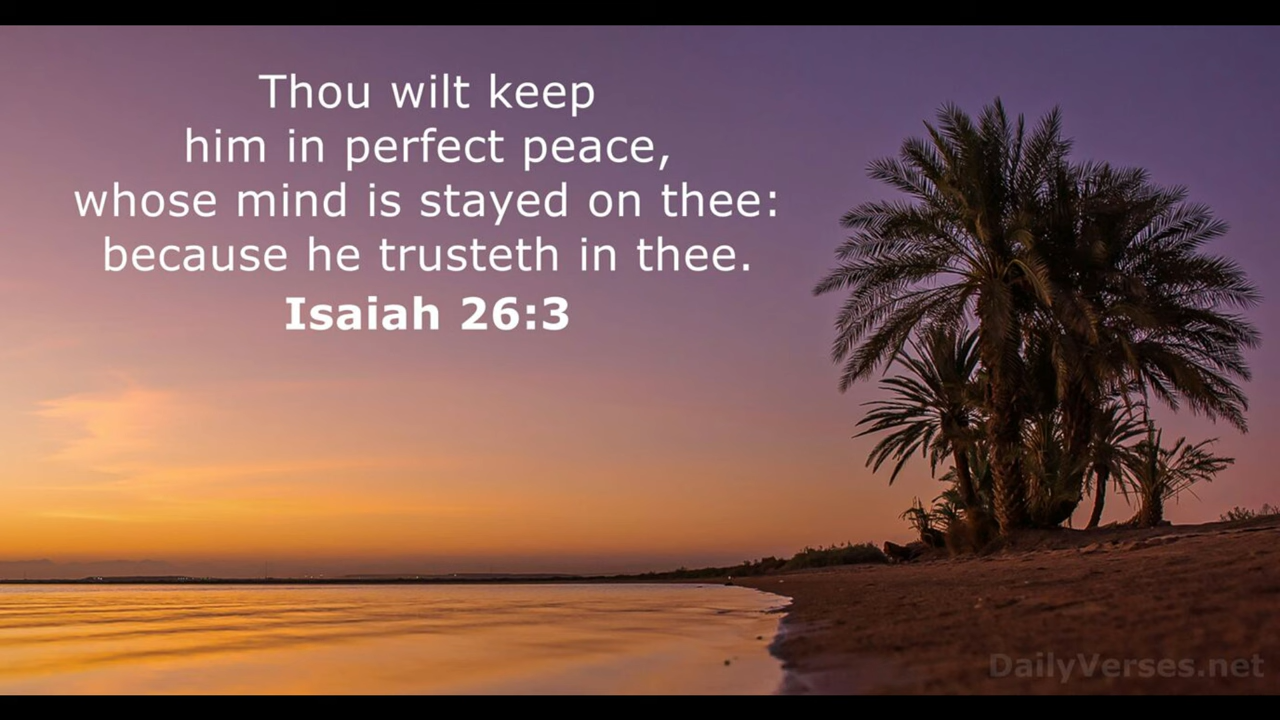 Thou wilt keep
him in perfect peace,
whose mind is stayed on thee:
because he trusteth in thee.
Isaiah 26:3
DailyVerses.net